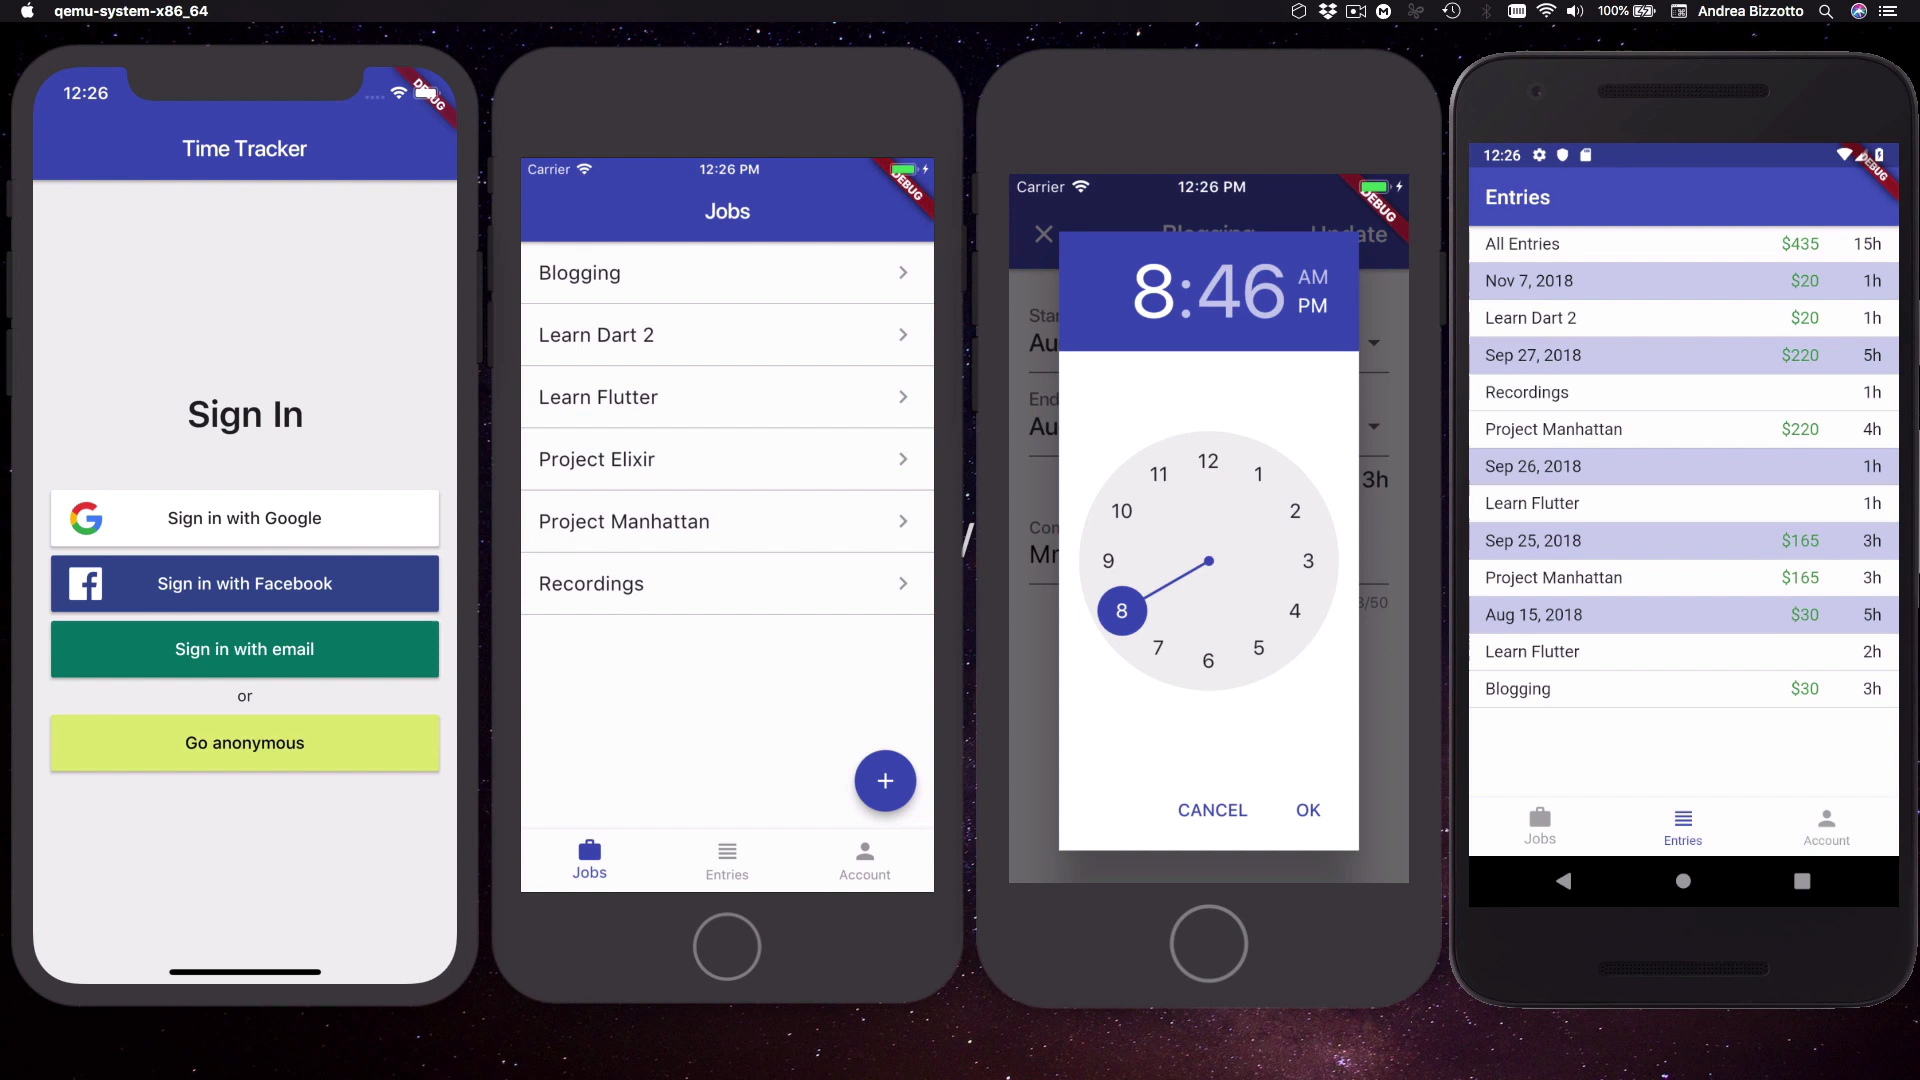 qemu-system-x86_64
100%
Andrea Bizzotto
12:26
DEBUG
Time Tracker
Sign In
Sign in with Google
Sign in with Facebook
Sign in with email
or
Go anonymous
Carrier
12:26 PM
DEBUG
Jobs
Blogging
Learn Dart 2
Learn Flutter
Project Elixir
Project Manhattan
Recordings
+
Jobs
Entries
Account
Carrier
12:26 PM
DEBUG
Blogging
Update
8:46
AM
PM
Au
Au
3h
12
11
1
10
2
9
3
8
4
7
5
6
/50
CANCEL
OK
12:26
DEBUG
Entries
All Entries $435 15h
Nov 7, 2018 $20 1h
Learn Dart 2 $20 1h
Sep 27, 2018 $220 5h
Recordings 1h
Project Manhattan $220 4h
Sep 26, 2018 1h
Learn Flutter 1h
Sep 25, 2018 $165 3h
Project Manhattan $165 3h
Aug 15, 2018 $30 5h
Learn Flutter 2h
Blogging $30 3h
Jobs
Entries
Account